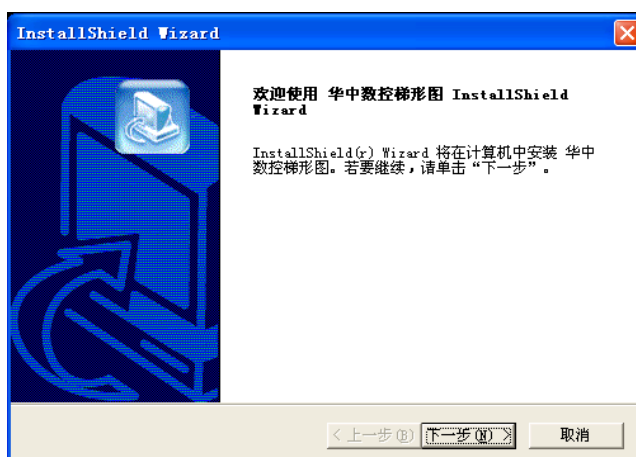 InstallShield Wizard
欢迎使用 华中数控梯形图 InstallShield
Wizard
InstallShield(r) Wizard 将在计算机中安装 华中
数控梯形图。若要继续，请单击“下一步”。
< 上一步(B) 下一步(N) > 取消